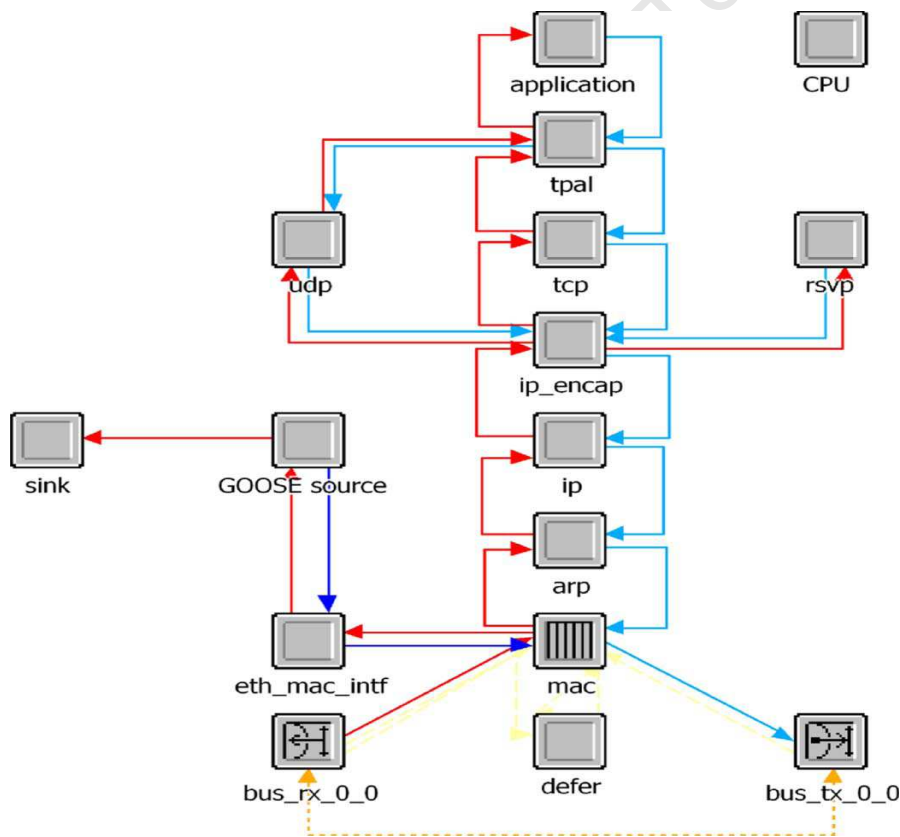 application
CPU
tpal
udp
tcp
rsvp
ip_encap
sink
GOOSE source
ip
arp
eth_mac_intf
mac
bus_rx_0_0
defer
bus_tx_0_0